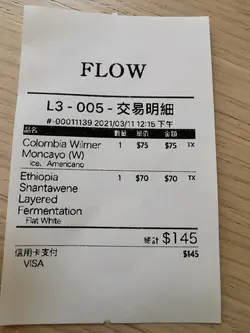 FLOW
L3 - 005 - 交易明細
# -00011139 2021/03/11 12:15 下午
品名 數量 單價 金額
Colombia Wilmer 1 $75 $75 TX
Moncayo (W)
Ice, Americano
Ethiopia 1 $70 $70 TX
Shantawene
Layered
Fermentation
Flat White
總計 $145
信用卡支付 $145
VISA